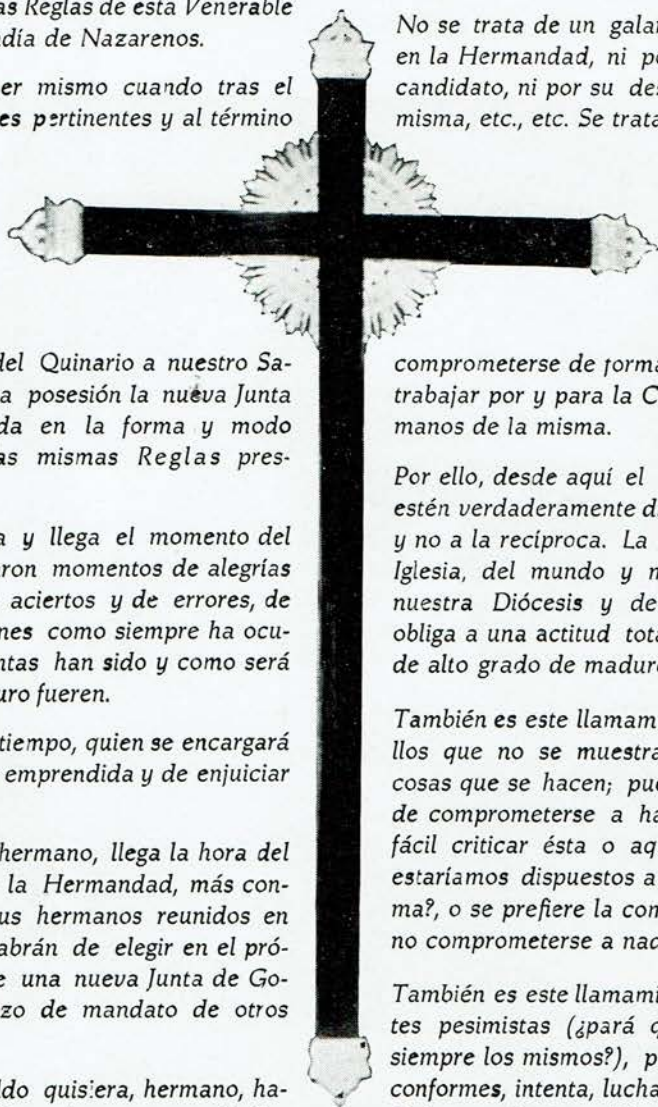 as Reglas de esta Venerable
día de Nazarenos.
er mismo cuando tras el
es pertinentes y al término
del Quinario a nuestro Sa-
a posesión la nueva Junta
da en la forma y modo
as mismas Reglas pres-
a y llega el momento del
eron momentos de alegrías
aciertos y de errores, de
nes como siempre ha ocu-
ntas han sido y como será
uro fueren.
tiempo, quien se encargará
emprendida y de enjuiciar
hermano, llega la hora del
la Hermandad, más con-
us hermanos reunidos en
abrán de elegir en el pró-
e una nueva Junta de Go-
zo de mandato de otros
ldo quisiera, hermano, ha-
No se trata de un galar
en la Hermandad, ni po
candidato, ni por su des
misma, etc., etc. Se trata
comprometerse de forma
trabajar por y para la C
manos de la misma.
Por ello, desde aquí el
estén verdaderamente d
y no a la recíproca. La
Iglesia, del mundo y n
nuestra Diócesis y de
obliga a una actitud tota
de alto grado de madure
También es este llamam
llos que no se muestra
cosas que se hacen; pue
de comprometerse a ha
fácil criticar ésta o aq
estaríamos dispuestos a
ma?, o se prefiere la com
no comprometerse a nad
También es este llamami
tes pesimistas (¿pará q
siempre los mismos?), p
conformes, intenta, lucha